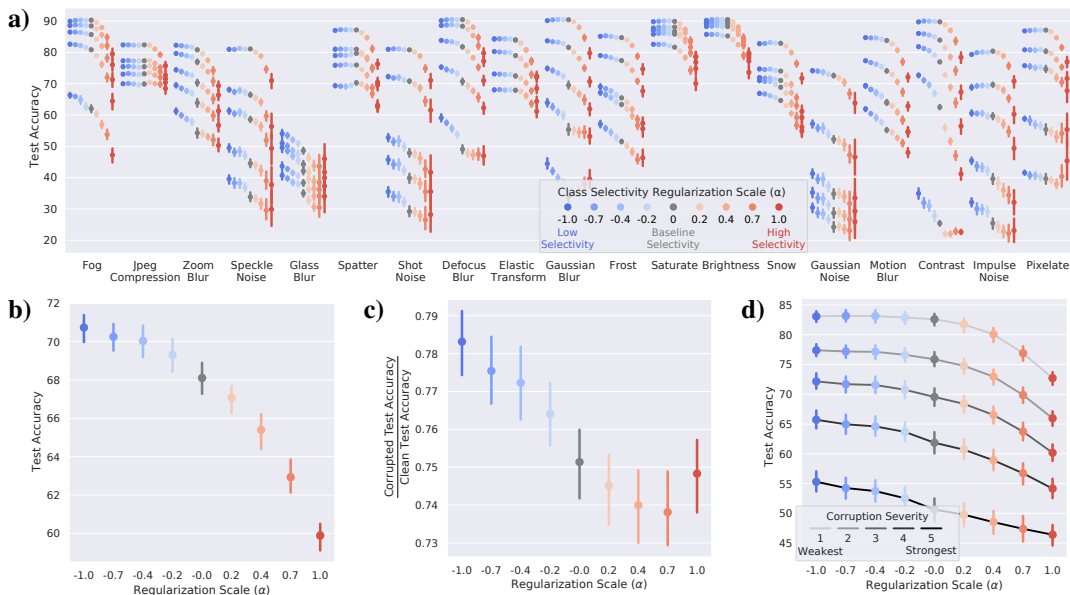 a)
Test Accuracy
90
80
70
60
50
40
30
20
Class Selectivity Regularization Scale (α)
-1.0 -0.7 -0.4 -0.2 0 0.2 0.4 0.7 1.0
Low Selectivity
Baseline Selectivity
High Selectivity
Fog
Jpeg Compression
Zoom Blur
Speckle Noise
Glass Blur
Spatter
Shot Noise
Defocus Blur
Elastic Transform
Gaussian Blur
Frost
Saturate
Brightness
Snow
Gaussian Noise
Motion Blur
Contrast
Impulse Noise
Pixelate
b)
Test Accuracy
72
70
68
66
64
62
60
-1.0 -0.7 -0.4 -0.2 -0.0 0.2 0.4 0.7 1.0
Regularization Scale (α)
c)
Corrupted Test Accuracy
Clean Test Accuracy
0.79
0.78
0.77
0.76
0.75
0.74
0.73
-1.0 -0.7 -0.4 -0.2 -0.0 0.2 0.4 0.7 1.0
Regularization Scale (α)
d)
Test Accuracy
85
80
75
70
65
60
55
50
45
Corruption Severity
1 2 3 4 5
Weakest Strongest
-1.0 -0.7 -0.4 -0.2 -0.0 0.2 0.4 0.7 1.0
Regularization Scale (α)